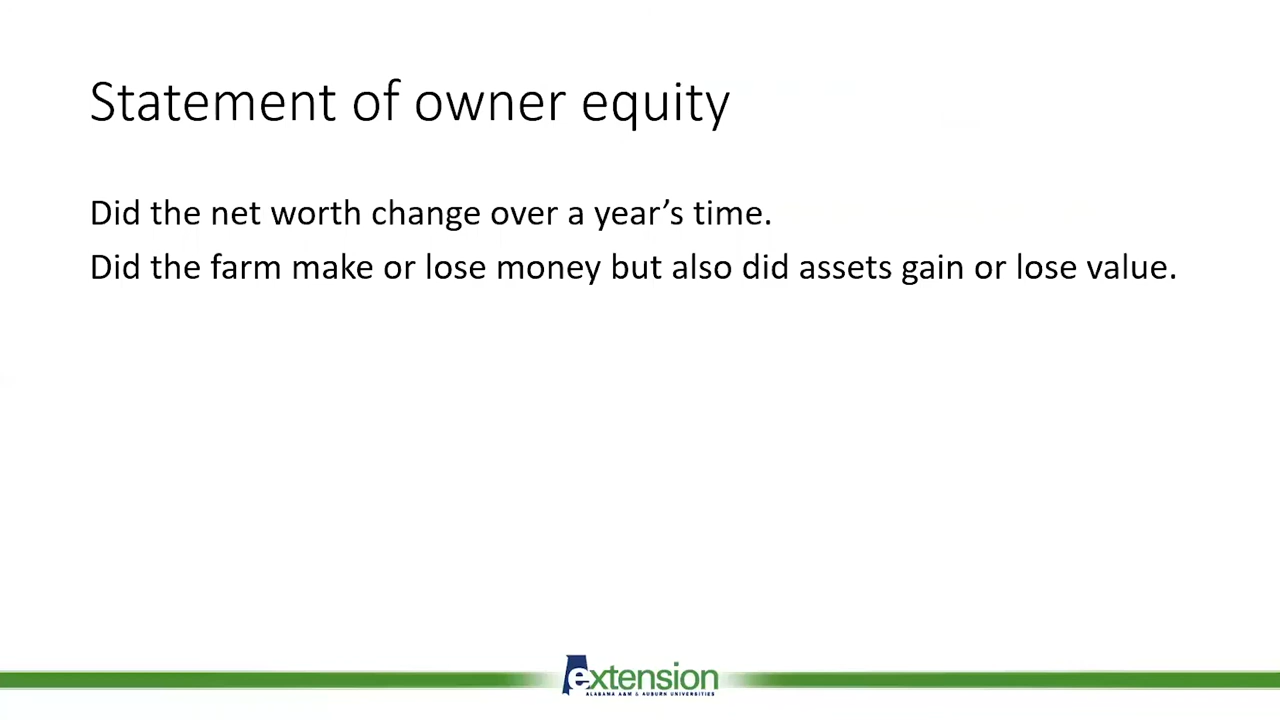 Statement of owner equity
Did the net worth change over a year’s time.
Did the farm make or lose money but also did assets gain or lose value.
extension
ALABAMA A&M & AUBURN UNIVERSITIES